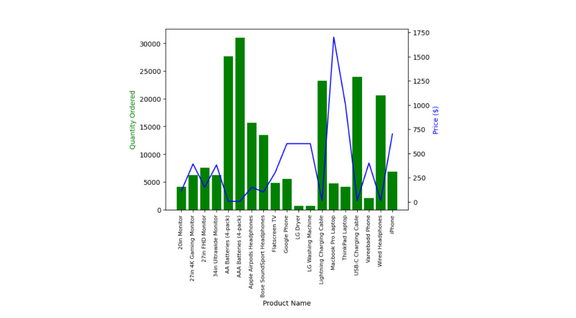 30000
25000
20000
15000
10000
5000
0
Quantity Ordered
1750
1500
1250
1000
750
500
250
0
Price ($)
20in Monitor
27in 4K Gaming Monitor
27in FHD Monitor
34in Ultrawide Monitor
AA Batteries (4-pack)
AAA Batteries (4-pack)
Apple Airpods Headphones
Bose SoundSport Headphones
Flatscreen TV
Google Phone
LG Dryer
LG Washing Machine
Lightning Charging Cable
Macbook Pro Laptop
ThinkPad Laptop
USB-C Charging Cable
Vareebadd Phone
Wired Headphones
iPhone
Product Name